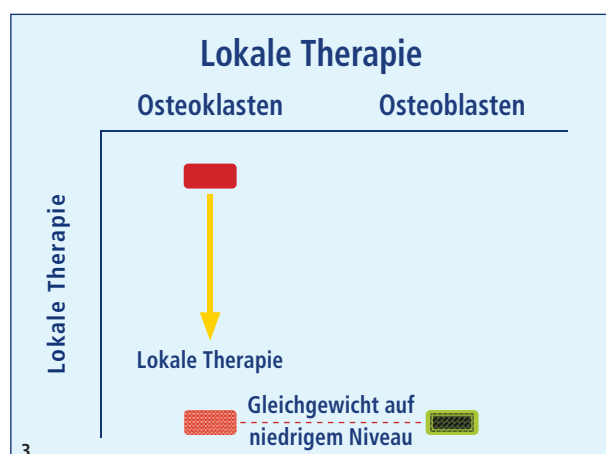 Lokale Therapie
Osteoklasten Osteoblasten
Lokale Therapie
Lokale Therapie
Gleichgewicht auf
niedrigem Niveau
3